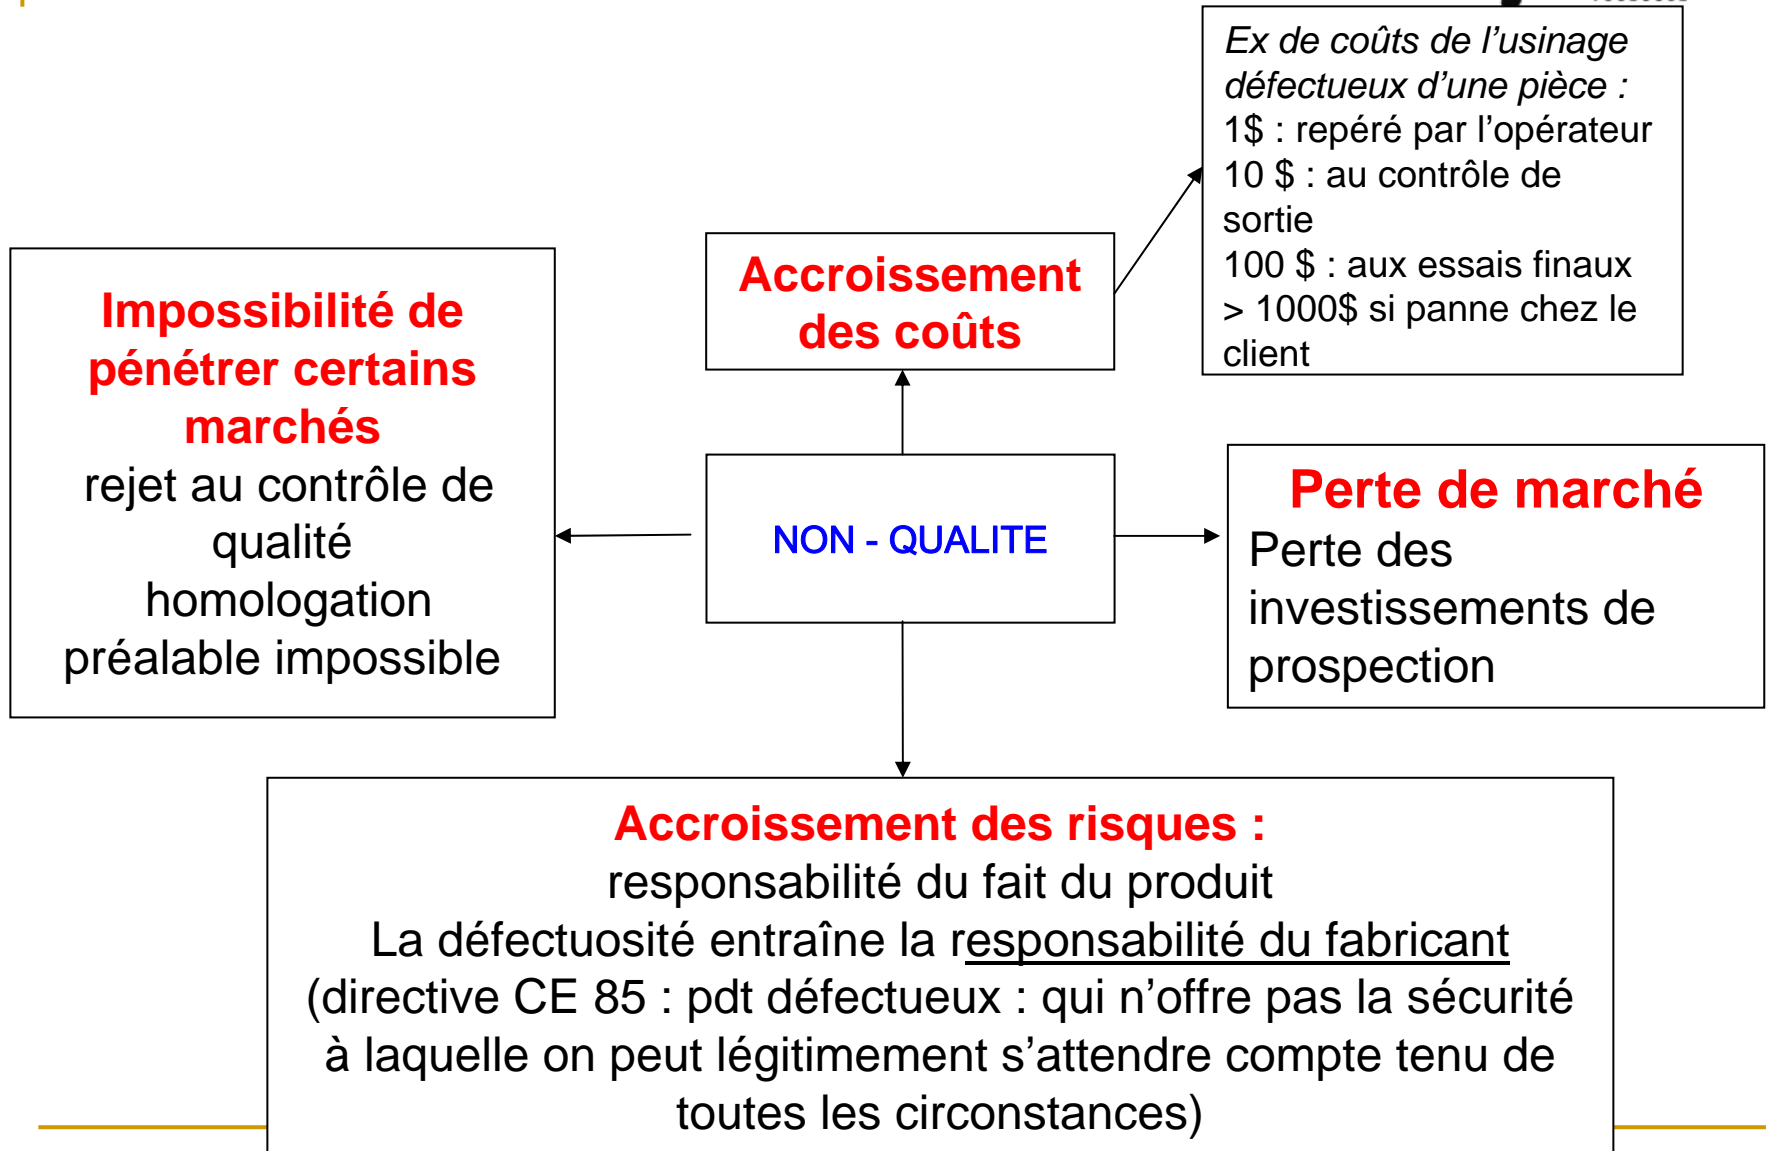 Ex de coûts de l’usinage
défectueux d’une pièce :
1$ : repéré par l’opérateur
10 $ : au contrôle de
sortie
100 $ : aux essais finaux
> 1000$ si panne chez le
client
Accroissement
des coûts
Impossibilité de
pénétrer certains
marchés
rejet au contrôle de
qualité
homologation
préalable impossible
NON - QUALITE
Perte de marché
Perte des
investissements de
prospection
Accroissement des risques :
responsabilité du fait du produit
La défectuosité entraîne la responsabilité du fabricant
(directive CE 85 : pdt défectueux : qui n’offre pas la sécurité
à laquelle on peut légitimement s’attendre compte tenu de
toutes les circonstances)